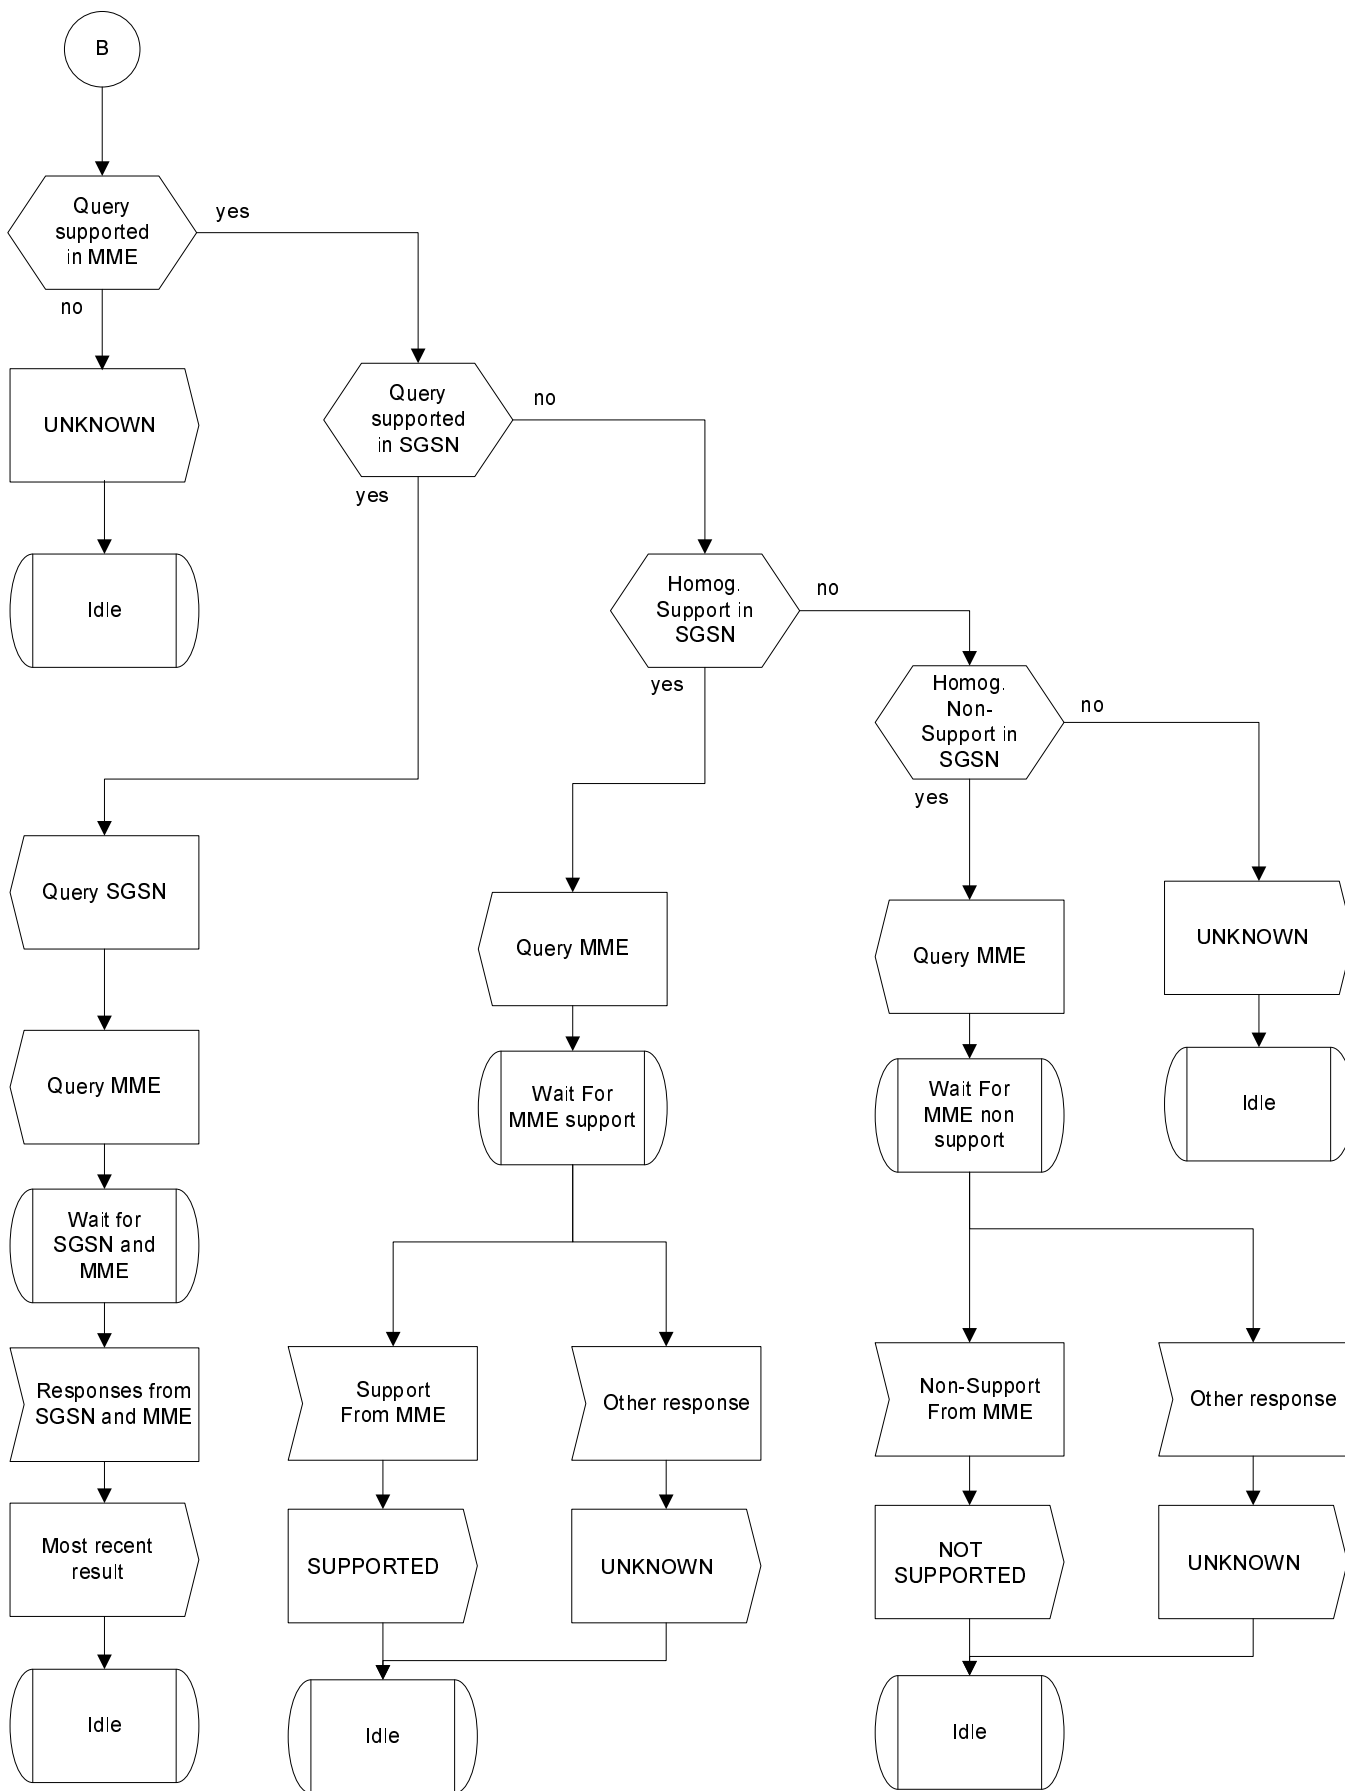 B
Query
supported
in MME
yes
no
UNKNOWN
Idle
Query
supported
in SGSN
no
yes
Homog.
Support in
SGSN
no
yes
Homog.
Non-
Support in
SGSN
no
yes
Query SGSN
Query MME
Wait for
SGSN and
MME
Responses from
SGSN and MME
Most recent
result
Idle
Query MME
Wait For
MME support
Support
From MME
Other response
SUPPORTED
UNKNOWN
Idle
Query MME
Wait For
MME non
support
Non-Support
From MME
Other response
NOT
SUPPORTED
UNKNOWN
Idle
UNKNOWN
Idle